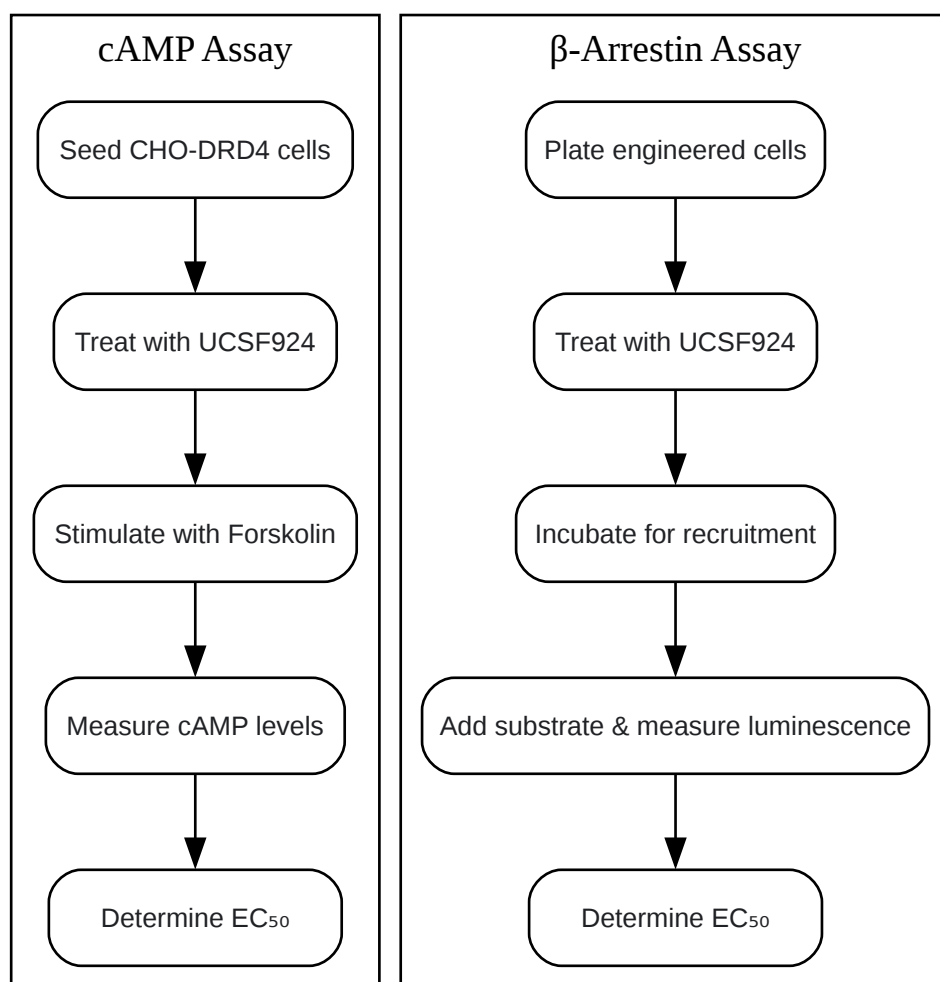 cAMP Assay
Seed CHO-DRD4 cells
Treat with UCSF924
Stimulate with Forskolin
Measure cAMP levels
Determine EC₅₀
β-Arrestin Assay
Plate engineered cells
Treat with UCSF924
Incubate for recruitment
Add substrate & measure luminescence
Determine EC₅₀